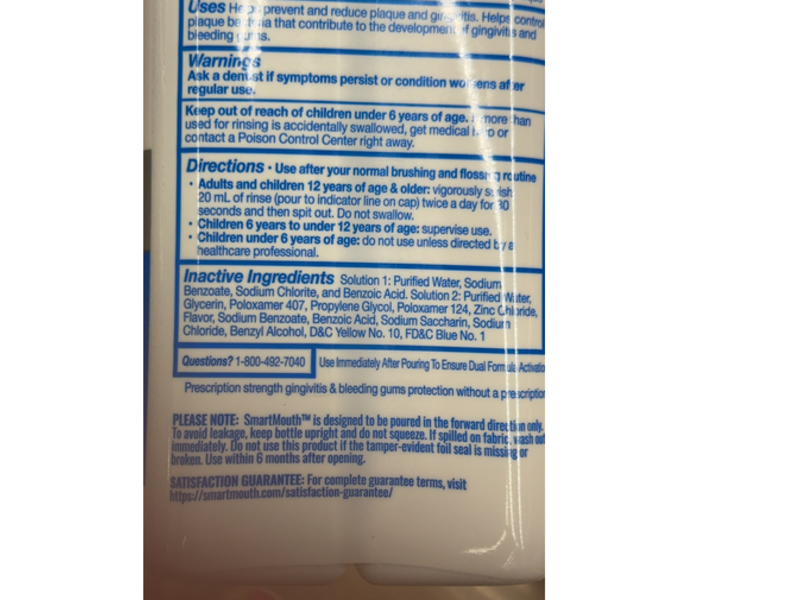 Uses Helps prevent and reduce plaque and gingivitis. Helps control
plaque bacteria that contribute to the development of gingivitis and
bleeding gums.
Warnings
Ask a dentist if symptoms persist or condition worsens after
regular use.
Keep out of reach of children under 6 years of age. If more than
used for rinsing is accidentally swallowed, get medical help or
contact a Poison Control Center right away.
Directions • Use after your normal brushing and flossing routine
• Adults and children 12 years of age & older: vigorously swish
20 mL of rinse (pour to indicator line on cap) twice a day for 30
seconds and then spit out. Do not swallow.
• Children 6 years to under 12 years of age: supervise use.
• Children under 6 years of age: do not use unless directed by a
healthcare professional.
Inactive Ingredients Solution 1: Purified Water, Sodium
Benzoate, Sodium Chlorite, and Benzoic Acid. Solution 2: Purified Water,
Glycerin, Poloxamer 407, Propylene Glycol, Poloxamer 124, Zinc Chloride,
Flavor, Sodium Benzoate, Benzoic Acid, Sodium Saccharin, Sodium
Chloride, Benzyl Alcohol, D&C Yellow No. 10, FD&C Blue No. 1
Questions? 1-800-492-7040
Use Immediately After Pouring To Ensure Dual Formula Activatio
Prescription strength gingivitis & bleeding gums protection without a prescription
PLEASE NOTE: SmartMouth™ is designed to be poured in the forward direction only.
To avoid leakage, keep bottle upright and do not squeeze. If spilled on fabric, wash out
immediately. Do not use this product if the tamper-evident foil seal is missing or
broken. Use within 6 months after opening.
SATISFACTION GUARANTEE: For complete guarantee terms, visit
https://smartmouth.com/satisfaction-guarantee/